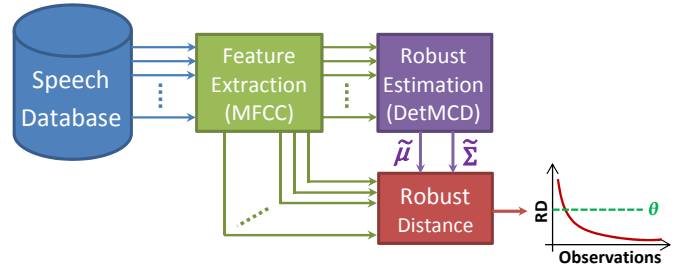 Speech
Database
Feature
Extraction
(MFCC)
Robust
Estimation
(DetMCD)
μ̃
Σ̃
Robust
Distance
RD
θ
Observations